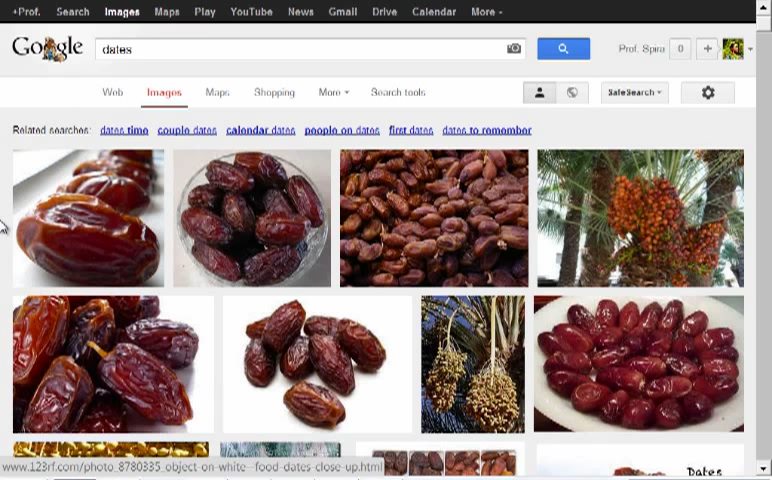 +Prof. Search Images Maps Play YouTube News Gmail Drive Calendar More
Google dates Prof. Spira 0 +
Web Images Maps Shopping More Search tools SafeSearch
Related searches: dates time couple dates calendar dates people on dates first dates dates to remember
www.123rf.com/photo_8780335_object-on-white--food-dates-close-up.html
Dates